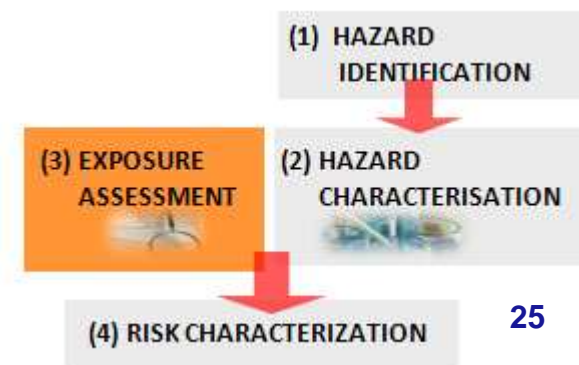 (1) HAZARD
IDENTIFICATION
(3) EXPOSURE
ASSESSMENT
(2) HAZARD
CHARACTERISATION
(4) RISK CHARACTERIZATION
25